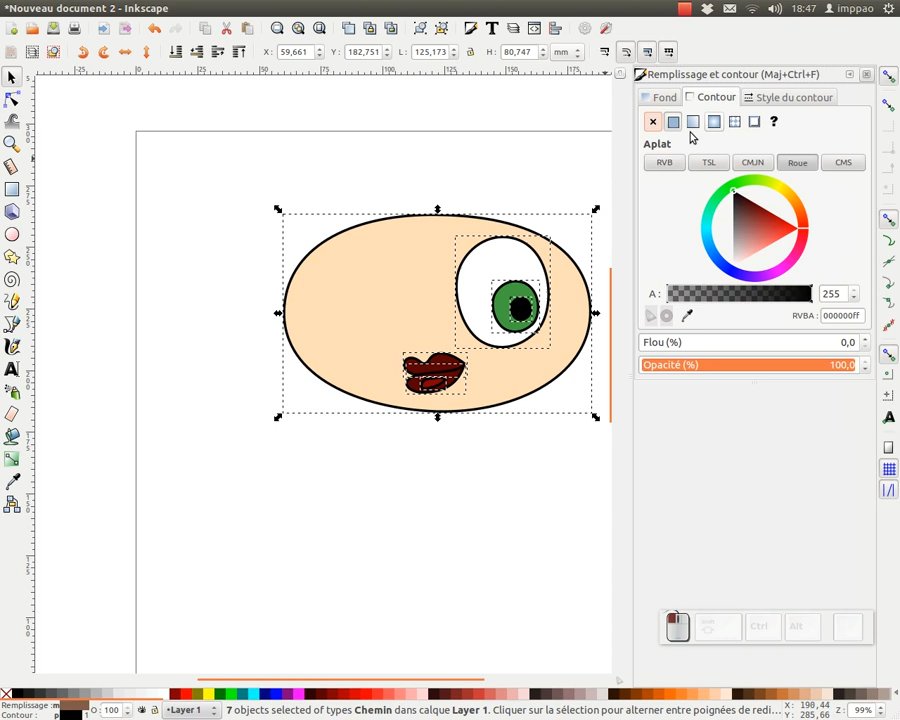 *Nouveau document 2 - Inkscape
18:47 imppao
X: 59,661 Y: 182,751 L: 125,173 H: 80,747 mm
Remplissage et contour (Maj+Ctrl+F)
Fond Contour Style du contour
?
Aplat
RVB TSL CMJN Roue CMS
A: 255
RVBA: 000000ff
Flou (%) 0,0
Opacité (%) 100,0
Ctrl Alt
Remplissage: m
Contour: p 1
O: 100
•Layer 1
7 objects selected of types Chemin dans calque Layer 1. Cliquer sur la sélection pour alterner entre poignées de redi...
X: 190,44
Y: 285,66
Z: 99%